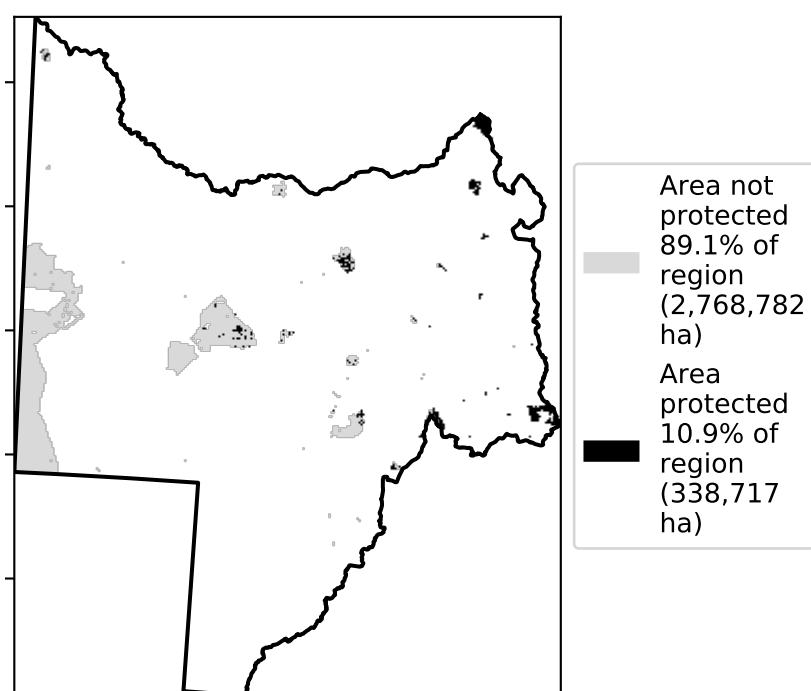 Area not
protected
89.1% of
region
(2,768,782
ha)
Area
protected
10.9% of
region
(338,717
ha)